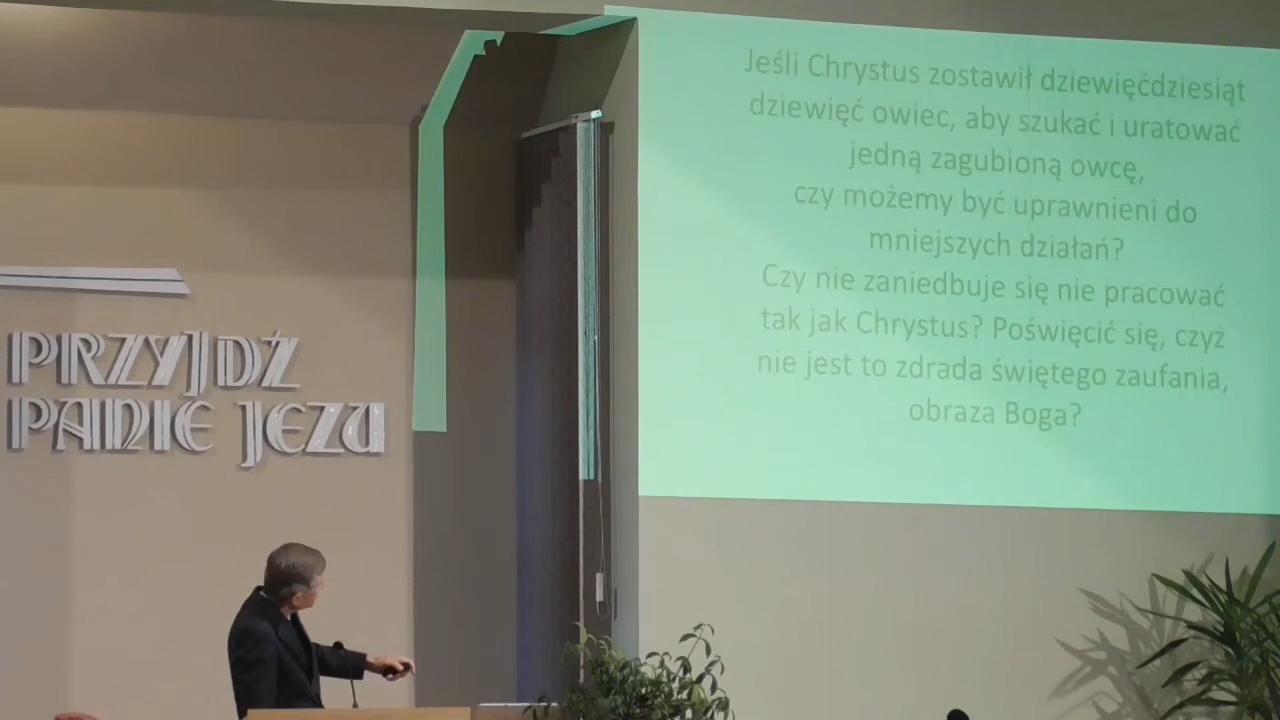 PRZYJDŹ
PANIE JEZU
Jeśli Chrystus zostawił dziewięćdziesiąt
dziewięć owiec, aby szukać i uratować
jedną zagubioną owcę,
czy możemy być uprawnieni do
mniejszych działań?
Czy nie zaniedbuje się nie pracować
tak jak Chrystus? Poświęcić się, czyż
nie jest to zdrada świętego zaufania,
obraza Boga?